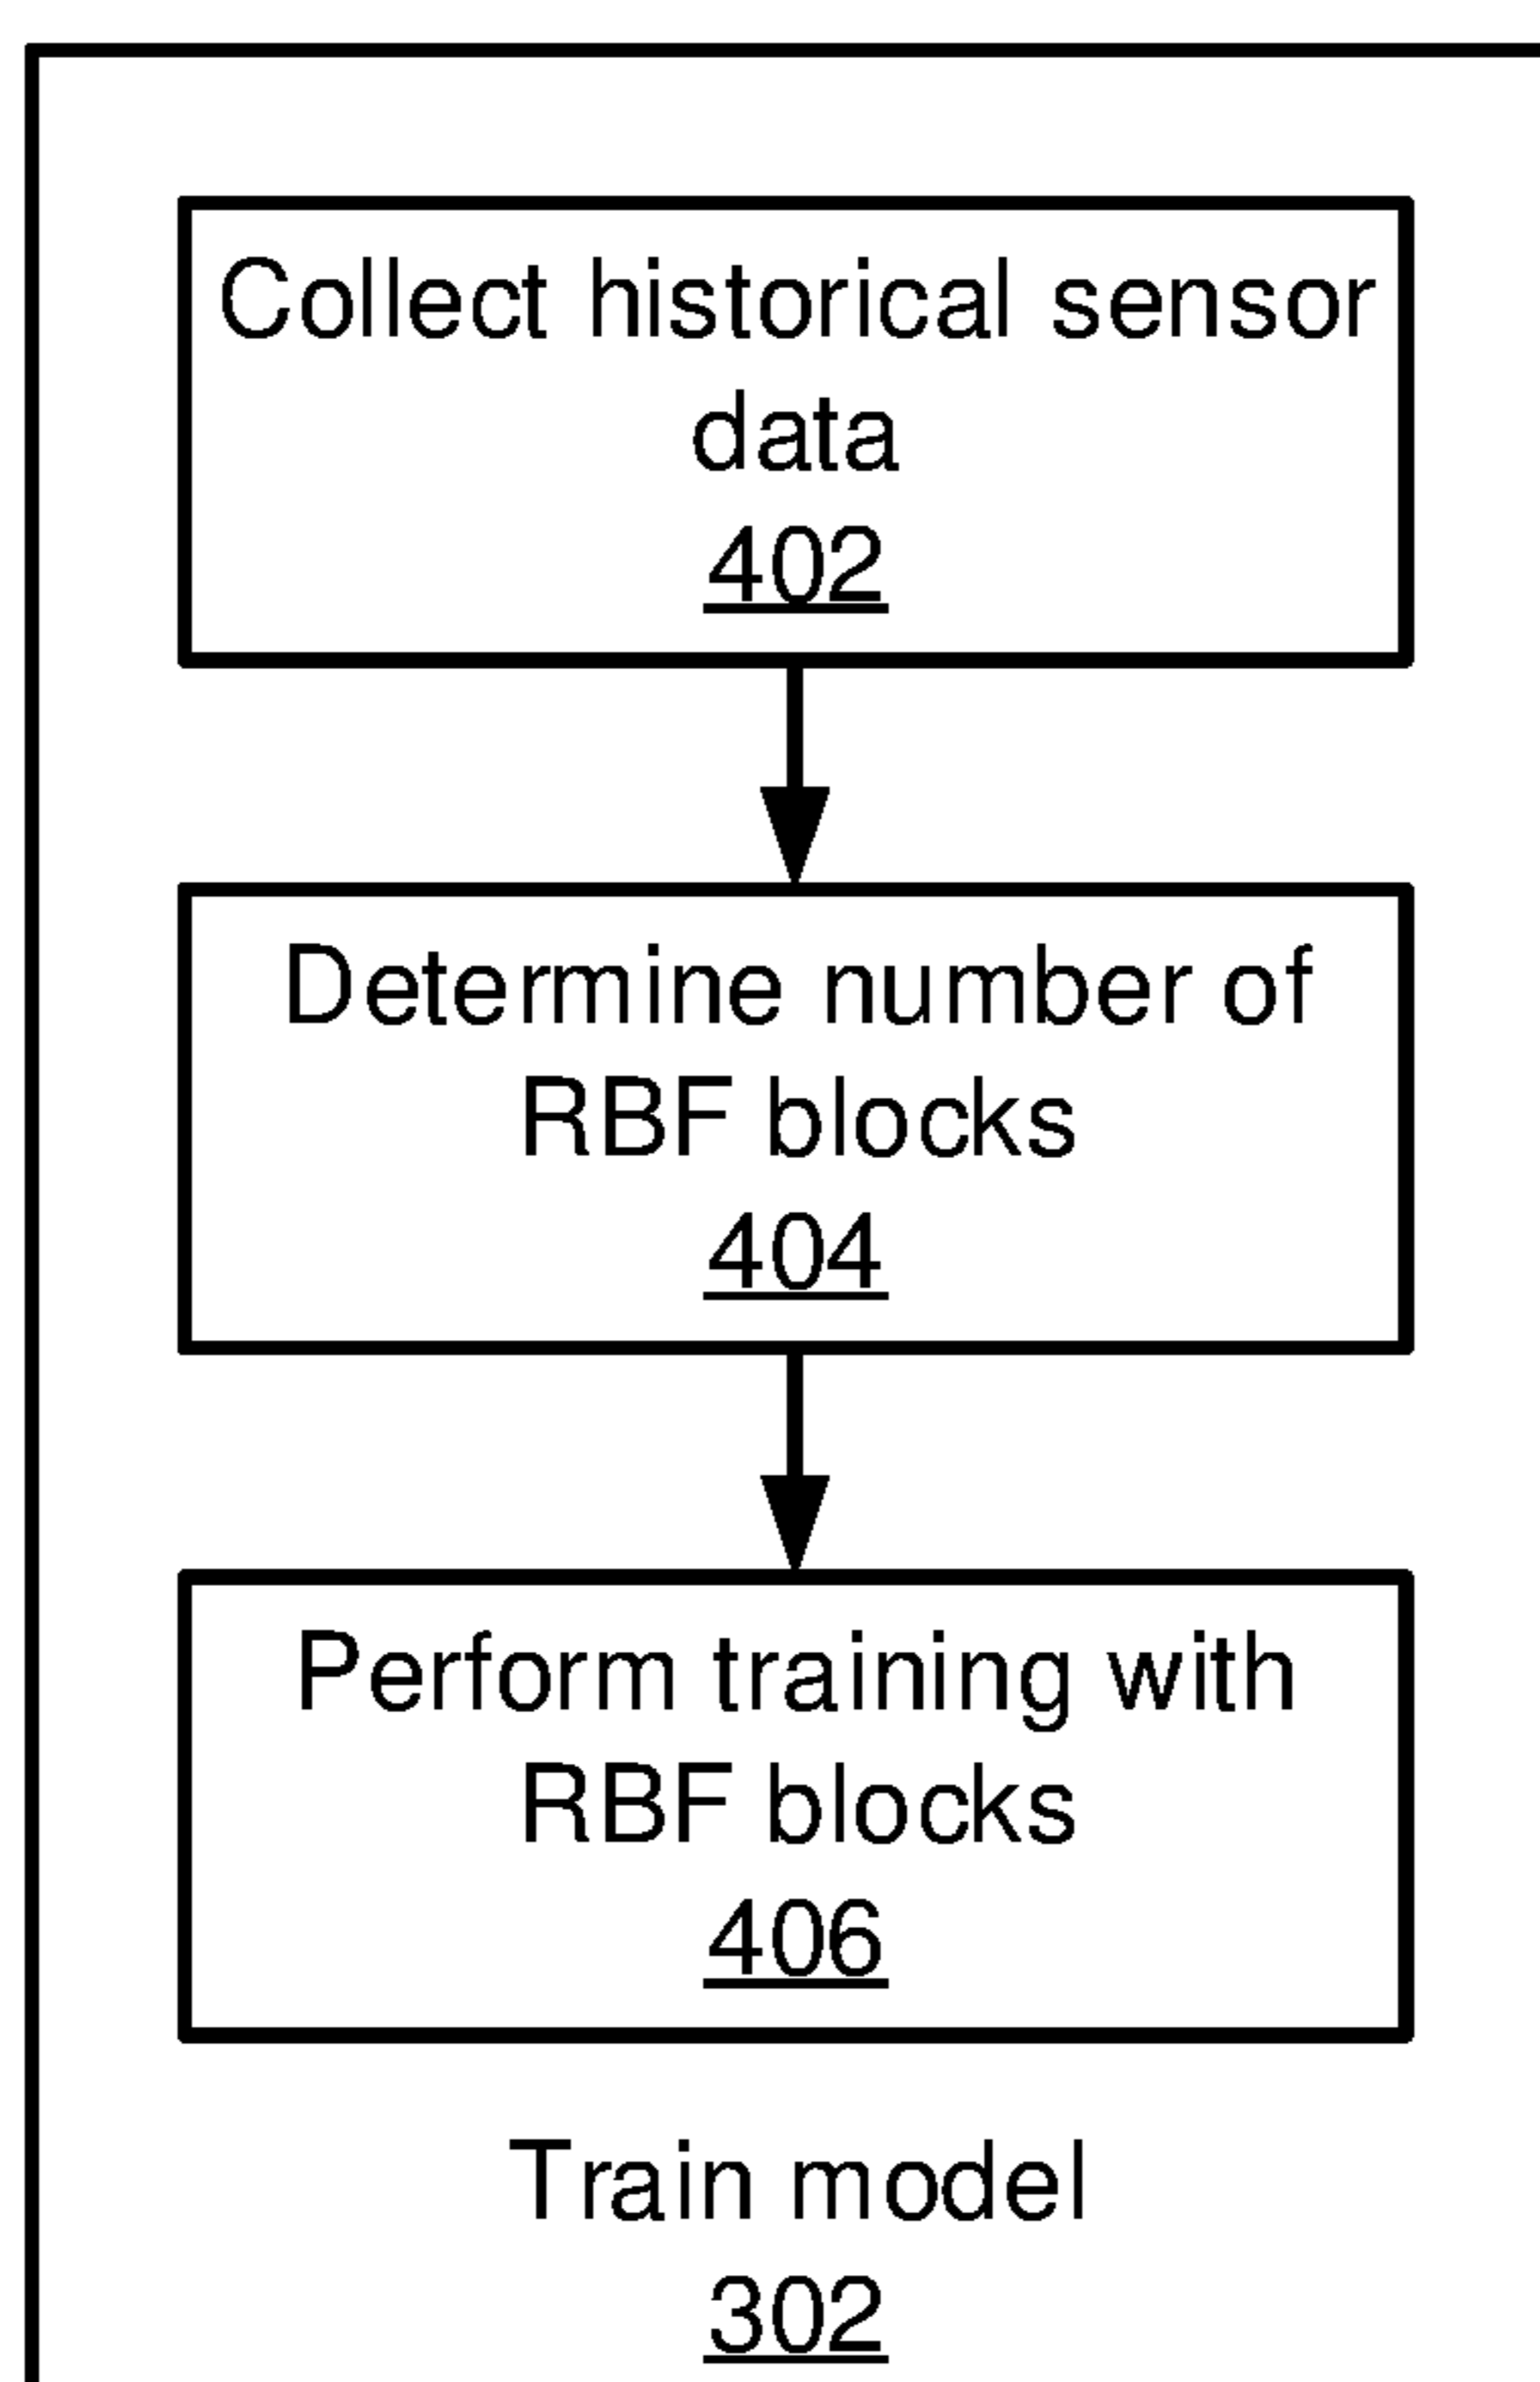 Collect historical sensor
data
402
Determine number of
RBF blocks
404
Perform training with
RBF blocks
406
Train model
302